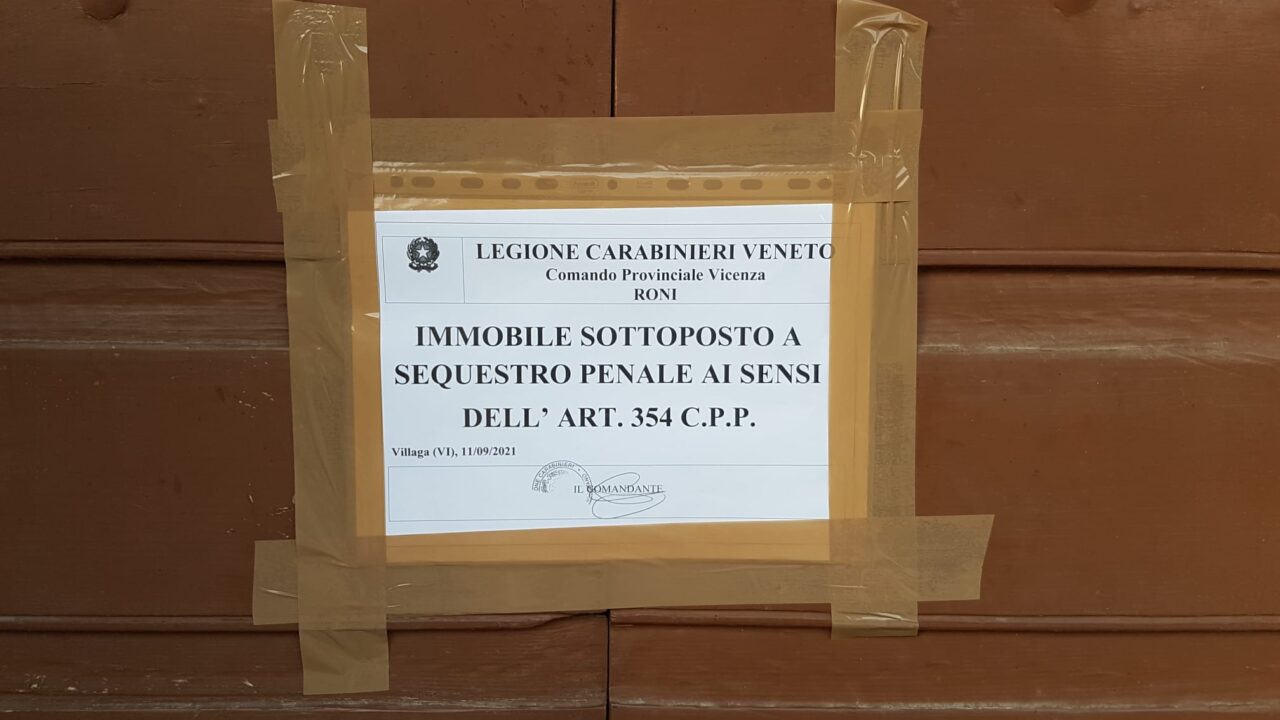 LEGIONE CARABINIERI VENETO
Comando Provinciale Vicenza
RONI
IMMOBILE SOTTOPOSTO A
SEQUESTRO PENALE AI SENSI
DELL’ ART. 354 C.P.P.
Villaga (VI), 11/09/2021
IL COMANDANTE